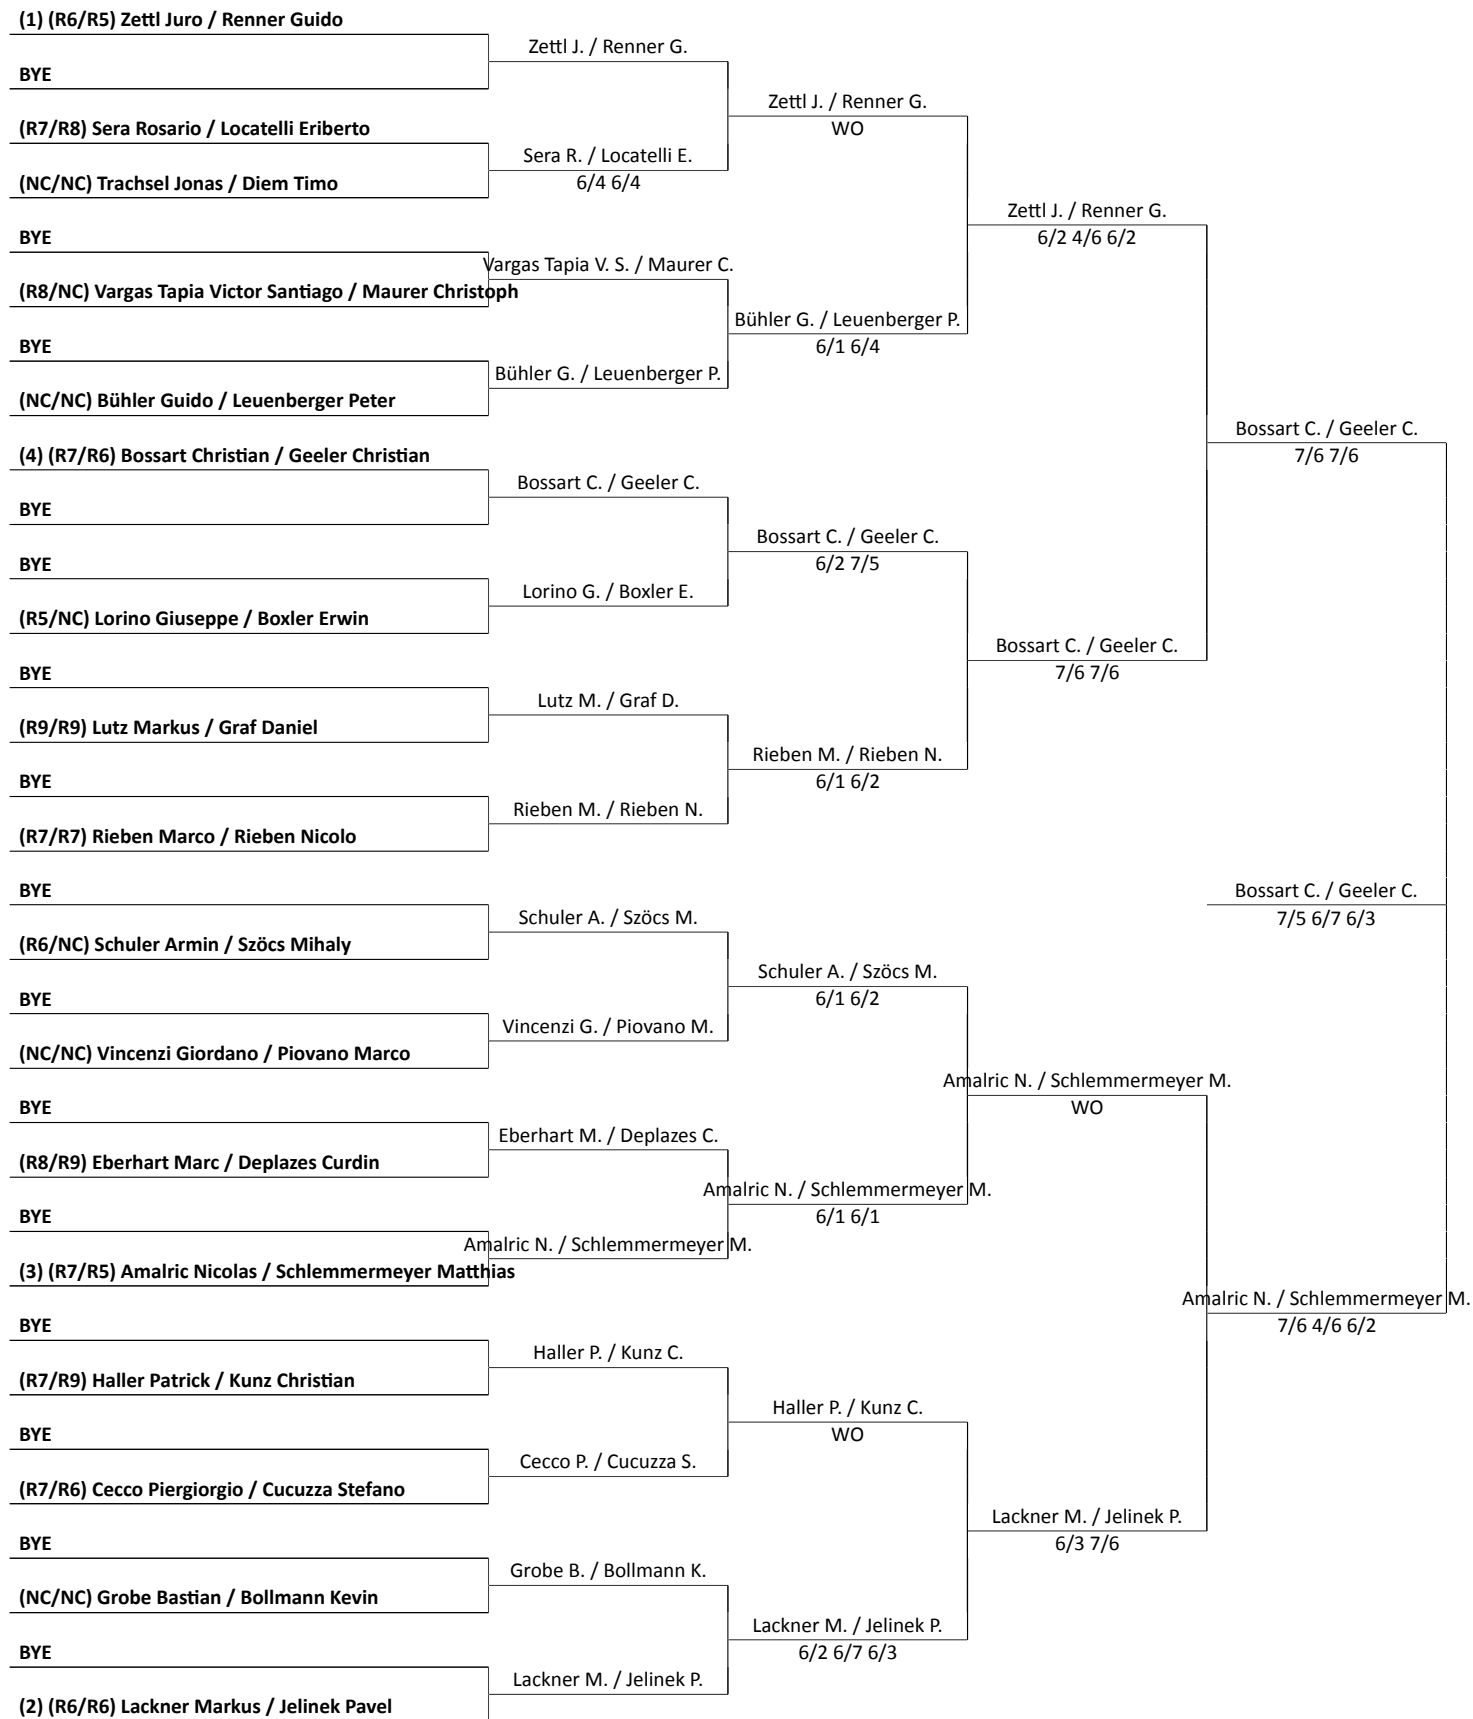 (1) (R6/R5) Zettl Juro / Renner Guido
BYE
(R7/R8) Sera Rosario / Locatelli Eriberto
(NC/NC) Trachsel Jonas / Diem Timo
BYE
(R8/NC) Vargas Tapia Victor Santiago / Maurer Christoph
BYE
(NC/NC) Bühler Guido / Leuenberger Peter
(4) (R7/R6) Bossart Christian / Geeler Christian
BYE
BYE
(R5/NC) Lorino Giuseppe / Boxler Erwin
BYE
(R9/R9) Lutz Markus / Graf Daniel
BYE
(R7/R7) Rieben Marco / Rieben Nicolo
BYE
(R6/NC) Schuler Armin / Szöcs Mihaly
BYE
(NC/NC) Vincenzi Giordano / Piovano Marco
BYE
(R8/R9) Eberhart Marc / Deplazes Curdin
BYE
(3) (R7/R5) Amalric Nicolas / Schlemmermeyer Matthias
BYE
(R7/R9) Haller Patrick / Kunz Christian
BYE
(R7/R6) Cecco Piergiorgio / Cucuzza Stefano
BYE
(NC/NC) Grobe Bastian / Bollmann Kevin
BYE
(2) (R6/R6) Lackner Markus / Jelinek Pavel
Zettl J. / Renner G.
Sera R. / Locatelli E.
6/4 6/4
Vargas Tapia V. S. / Maurer C.
Bühler G. / Leuenberger P.
Bossart C. / Geeler C.
Lorino G. / Boxler E.
Lutz M. / Graf D.
Rieben M. / Rieben N.
Schuler A. / Szöcs M.
Vincenzi G. / Piovano M.
Eberhart M. / Deplazes C.
Amalric N. / Schlemmermeyer M.
Haller P. / Kunz C.
Cecco P. / Cucuzza S.
Grobe B. / Bollmann K.
Lackner M. / Jelinek P.
Zettl J. / Renner G.
WO
Bühler G. / Leuenberger P.
6/1 6/4
Bossart C. / Geeler C.
6/2 7/5
Rieben M. / Rieben N.
6/1 6/2
Schuler A. / Szöcs M.
6/1 6/2
Amalric N. / Schlemmermeyer M.
6/1 6/1
Haller P. / Kunz C.
WO
Lackner M. / Jelinek P.
6/2 6/7 6/3
Zettl J. / Renner G.
6/2 4/6 6/2
Bossart C. / Geeler C.
7/6 7/6
Amalric N. / Schlemmermeyer M.
WO
Lackner M. / Jelinek P.
6/3 7/6
Bossart C. / Geeler C.
7/6 7/6
Bossart C. / Geeler C.
7/5 6/7 6/3
Amalric N. / Schlemmermeyer M.
7/6 4/6 6/2